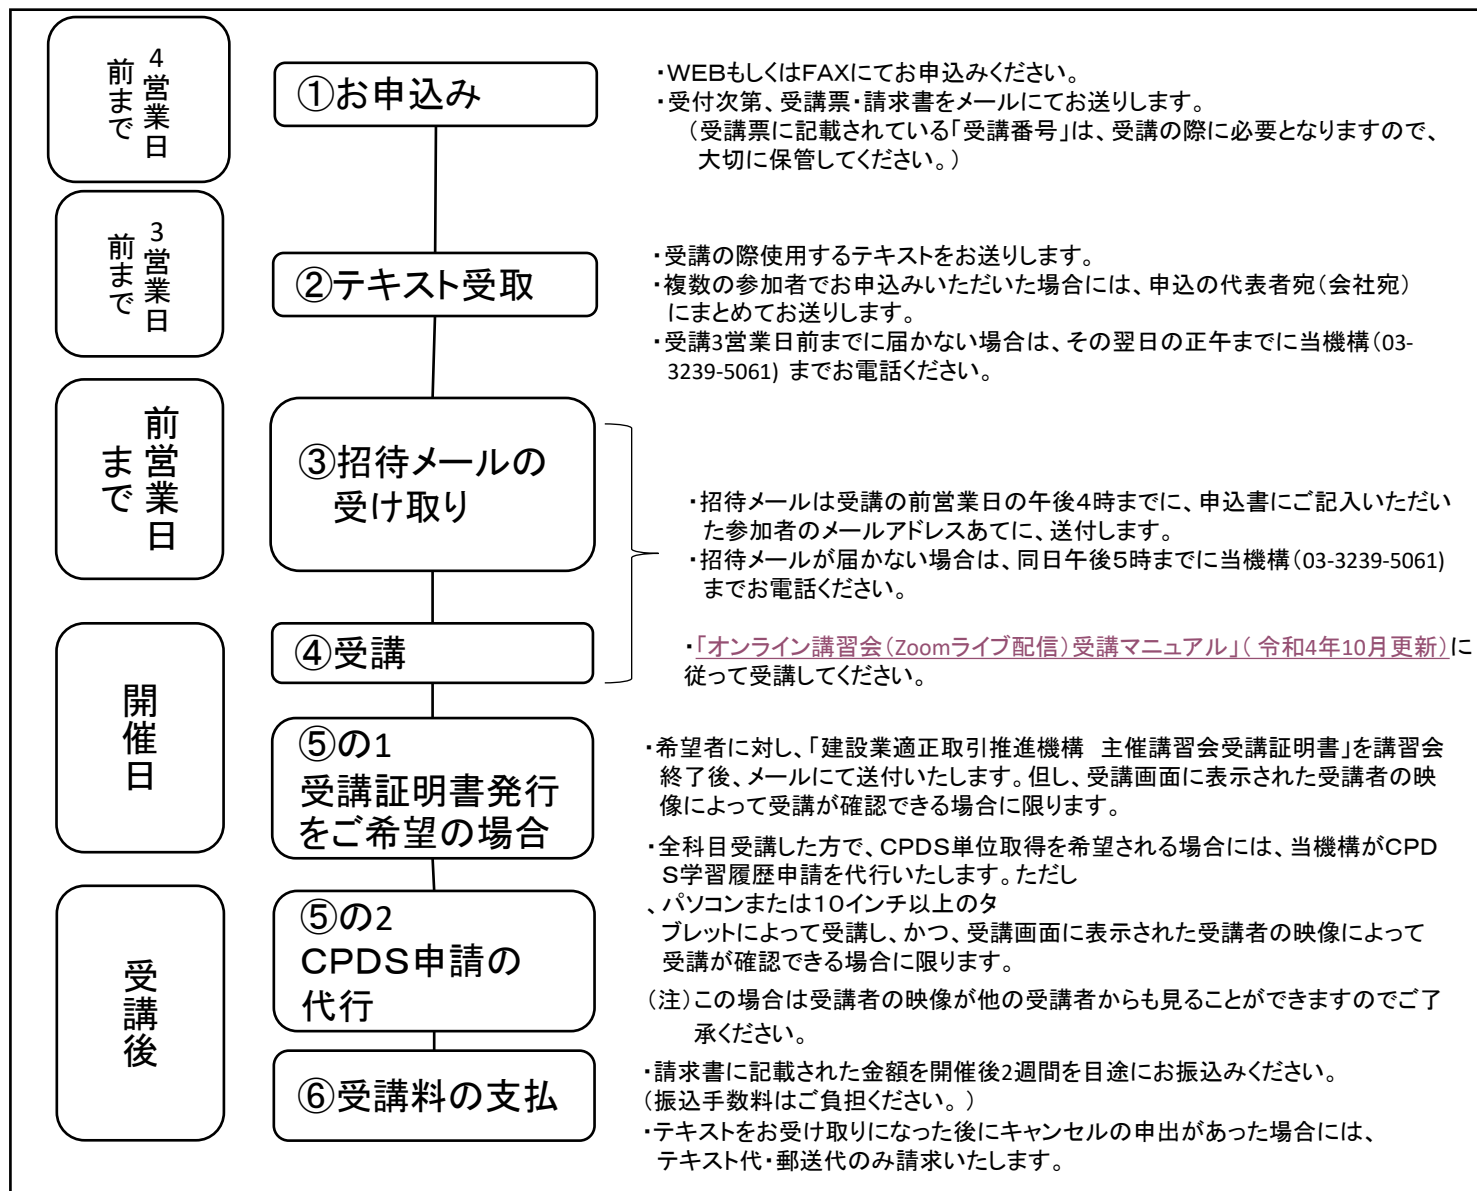 4営業日
前まで
①お申込み
・WEBもしくはFAXにてお申込みください。
・受付次第、受講票・請求書をメールにてお送りします。
（受講票に記載されている「受講番号」は、受講の際に必要となりますので、
大切に保管してください。）
3営業日
前まで
②テキスト受取
・受講の際使用するテキストをお送りします。
・複数の参加者でお申込みいただいた場合には、申込の代表者宛（会社宛）
にまとめてお送りします。
・受講3営業日前までに届かない場合は、その翌日の正午までに当機構（03-
3239-5061) までお電話ください。
前営業日
まで
③招待メールの
受け取り
・招待メールは受講の前営業日の午後４時までに、申込書にご記入いただい
た参加者のメールアドレスあてに、送付します。
・招待メールが届かない場合は、同日午後５時までに当機構（03-3239-5061)
までお電話ください。
開催日
④受講
・「オンライン講習会（Zoomライブ配信）受講マニュアル」（ 令和4年10月更新）に
従って受講してください。
⑤の1
受講証明書発行
をご希望の場合
・希望者に対し、「建設業適正取引推進機構　主催講習会受講証明書」を講習会
終了後、メールにて送付いたします。但し、受講画面に表示された受講者の映
像によって受講が確認できる場合に限ります。
受講後
⑤の2
CPDS申請の
代行
・全科目受講した方で、CPDS単位取得を希望される場合には、当機構がCPD
S学習履歴申請を代行いたします。ただし
、パソコンまたは１０インチ以上のタ
ブレットによって受講し、かつ、受講画面に表示された受講者の映像によって
受講が確認できる場合に限ります。
（注）この場合は受講者の映像が他の受講者からも見ることができますのでご了
承ください。
⑥受講料の支払
・請求書に記載された金額を開催後2週間を目途にお振込みください。
（振込手数料はご負担ください。）
・テキストをお受け取りになった後にキャンセルの申出があった場合には、
テキスト代・郵送代のみ請求いたします。